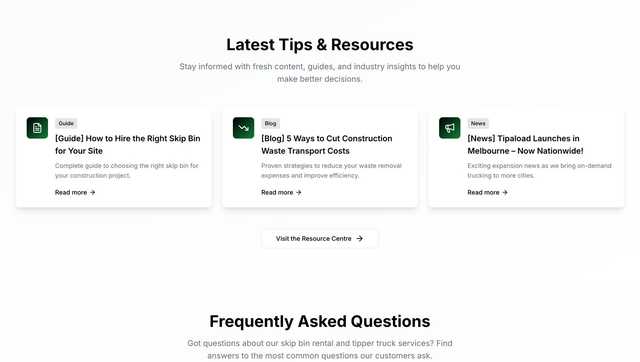 Latest Tips & Resources
Stay informed with fresh content, guides, and industry insights to help you
make better decisions.
Guide
[Guide] How to Hire the Right Skip Bin
for Your Site
Complete guide to choosing the right skip bin for
your construction project.
Read more →
Blog
[Blog] 5 Ways to Cut Construction
Waste Transport Costs
Proven strategies to reduce your waste removal
expenses and improve efficiency.
Read more →
News
[News] Tipaload Launches in
Melbourne – Now Nationwide!
Exciting expansion news as we bring on-demand
trucking to more cities.
Read more →
Visit the Resource Centre →
Frequently Asked Questions
Got questions about our skip bin rental and tipper truck services? Find
answers to the most common questions our customers ask.